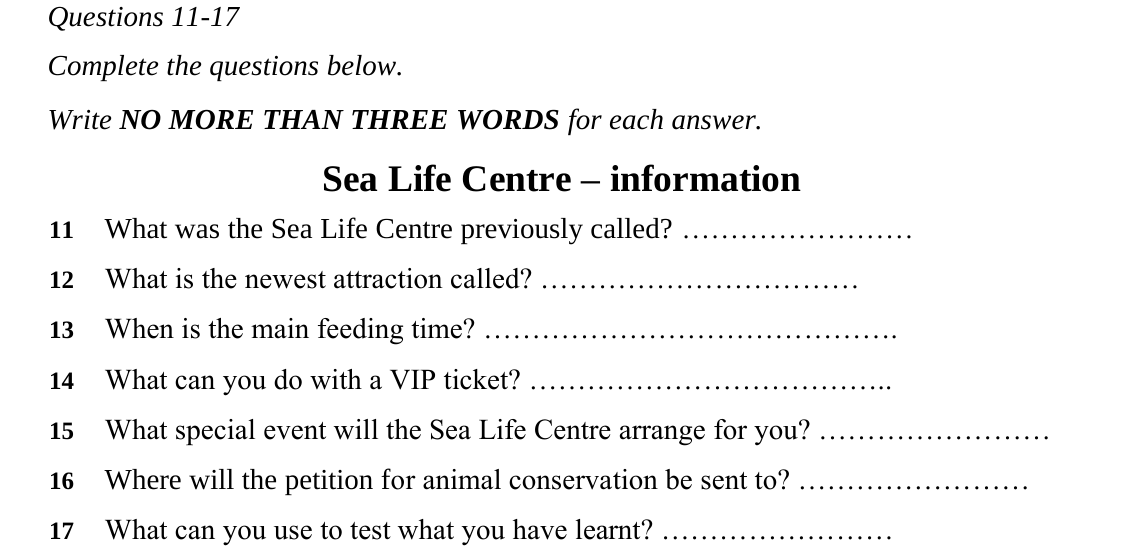 Questions 11-17
Complete the questions below.
Write NO MORE THAN THREE WORDS for each answer.
Sea Life Centre – information
11 What was the Sea Life Centre previously called? ……………………
12 What is the newest attraction called? ……………………………
13 When is the main feeding time? …………………………………….
14 What can you do with a VIP ticket? ………………………………..
15 What special event will the Sea Life Centre arrange for you? ……………………
16 Where will the petition for animal conservation be sent to? ……………………
17 What can you use to test what you have learnt? ……………………